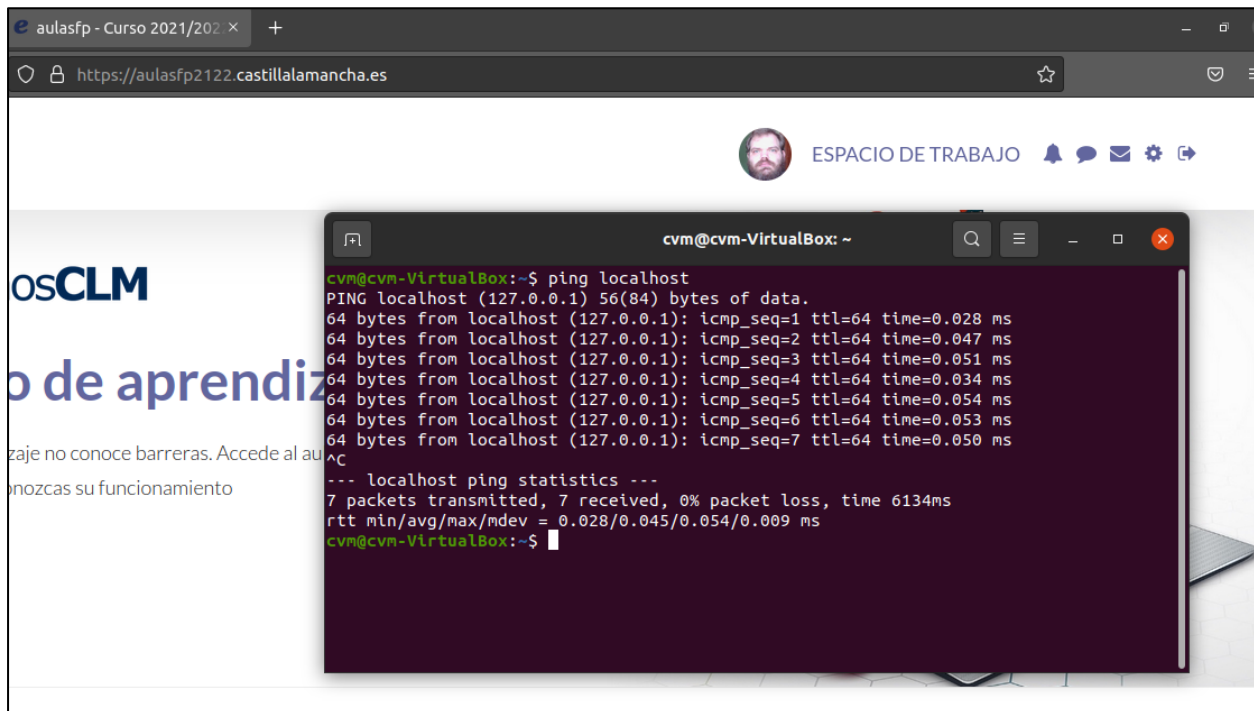 aulasfp - Curso 2021/202
https://aulasfp2122.castillalamancha.es
ESPACIO DE TRABAJO
osCLM
o de aprendiz
zaje no conoce barreras. Accede al au
onozcas su funcionamiento
cvm@cvm-VirtualBox: ~
cvm@cvm-VirtualBox:~$ ping localhost
PING localhost (127.0.0.1) 56(84) bytes of data.
64 bytes from localhost (127.0.0.1): icmp_seq=1 ttl=64 time=0.028 ms
64 bytes from localhost (127.0.0.1): icmp_seq=2 ttl=64 time=0.047 ms
64 bytes from localhost (127.0.0.1): icmp_seq=3 ttl=64 time=0.051 ms
64 bytes from localhost (127.0.0.1): icmp_seq=4 ttl=64 time=0.034 ms
64 bytes from localhost (127.0.0.1): icmp_seq=5 ttl=64 time=0.054 ms
64 bytes from localhost (127.0.0.1): icmp_seq=6 ttl=64 time=0.053 ms
64 bytes from localhost (127.0.0.1): icmp_seq=7 ttl=64 time=0.050 ms
^C
--- localhost ping statistics ---
7 packets transmitted, 7 received, 0% packet loss, time 6134ms
rtt min/avg/max/mdev = 0.028/0.045/0.054/0.009 ms
cvm@cvm-VirtualBox:~$